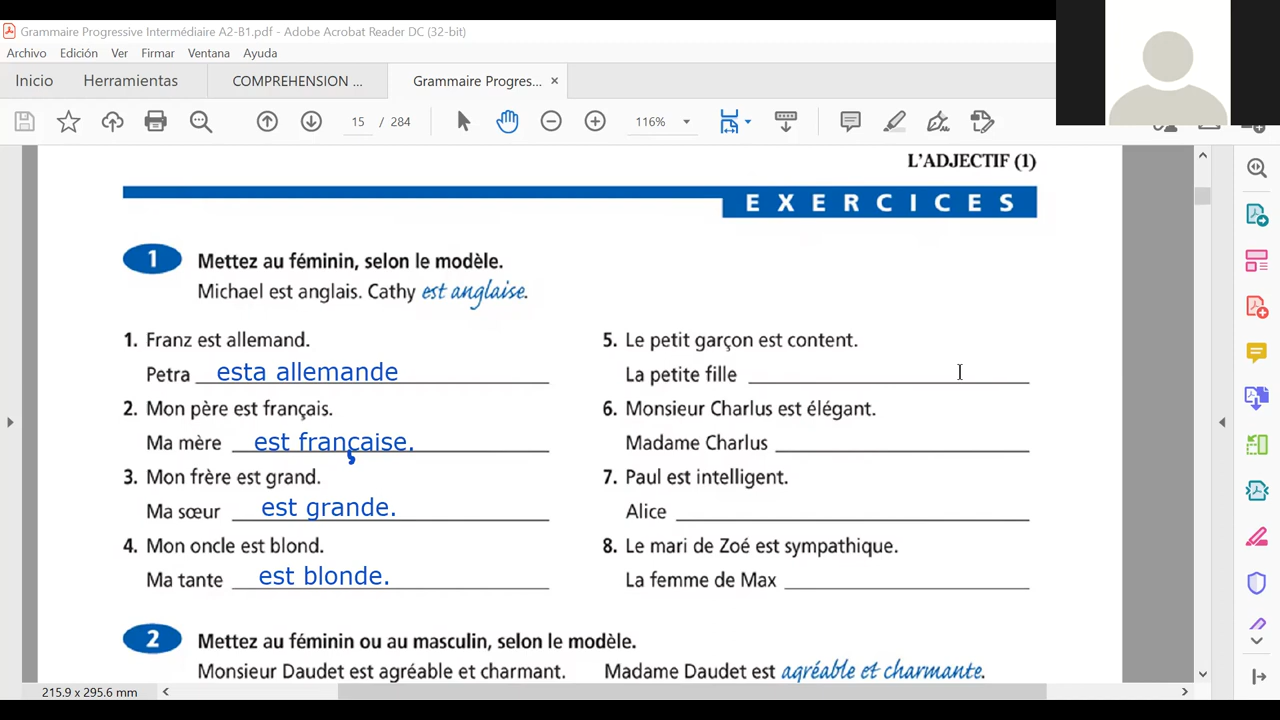 Grammaire Progressive Intermédiaire A2-B1.pdf - Adobe Acrobat Reader DC (32-bit)
Archivo Edición Ver Firmar Ventana Ayuda
Inicio Herramientas COMPREHENSION ... Grammaire Progres... ×
15 / 284 116%
L'ADJECTIF (1)
EXERCICES
1 Mettez au féminin, selon le modèle.
Michael est anglais. Cathy est anglaise.
1. Franz est allemand.
Petra esta allemande
2. Mon père est français.
Ma mère est française.
3. Mon frère est grand.
Ma sœur est grande.
4. Mon oncle est blond.
Ma tante est blonde.
5. Le petit garçon est content.
La petite fille
6. Monsieur Charlus est élégant.
Madame Charlus
7. Paul est intelligent.
Alice
8. Le mari de Zoé est sympathique.
La femme de Max
2 Mettez au féminin ou au masculin, selon le modèle.
Monsieur Daudet est agréable et charmant. Madame Daudet est agréable et charmante.
215.9 x 295.6 mm